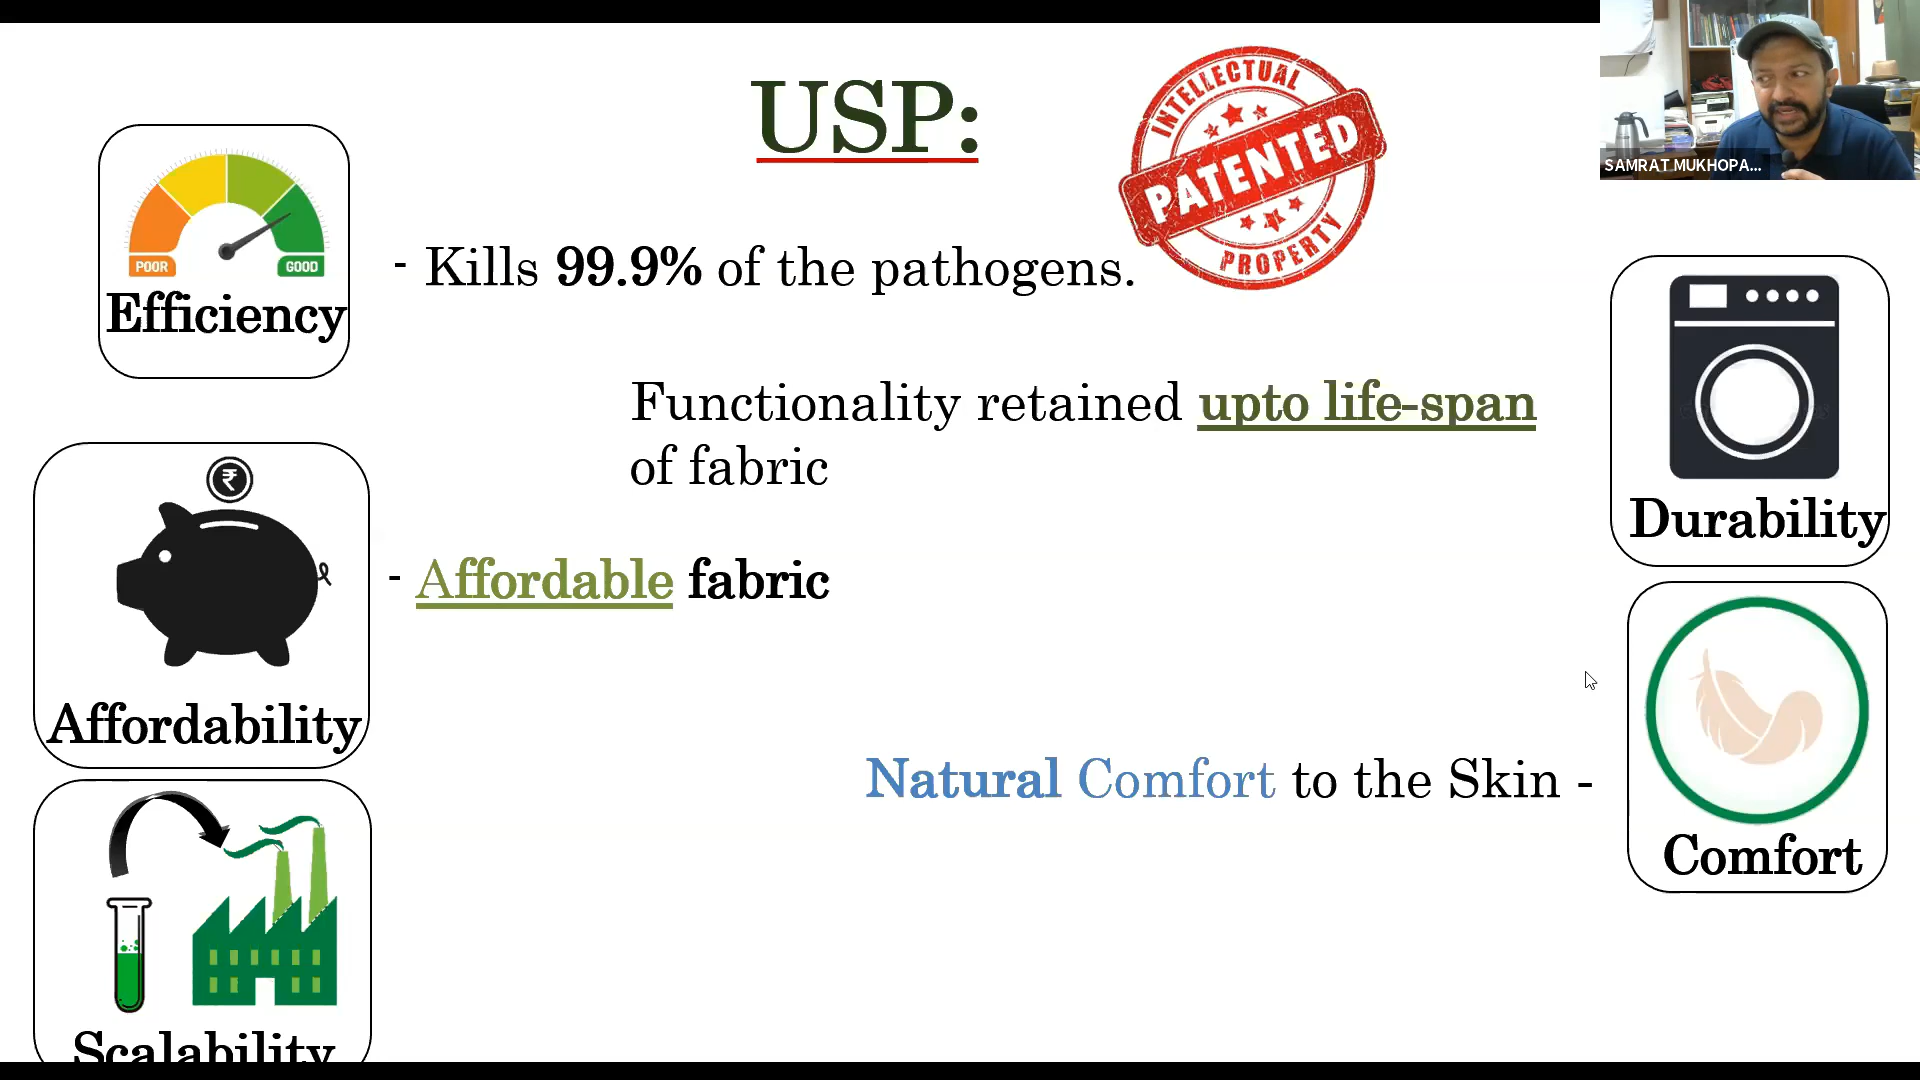 USP:
INTELLECTUAL
PATENTED
PROPERTY
SAMRAT MUKHOPA...
POOR
GOOD
Efficiency
- Kills 99.9% of the pathogens.
Functionality retained upto life-span
of fabric
Durability
₹
- Affordable fabric
Affordability
Natural Comfort to the Skin -
Comfort
Scalability